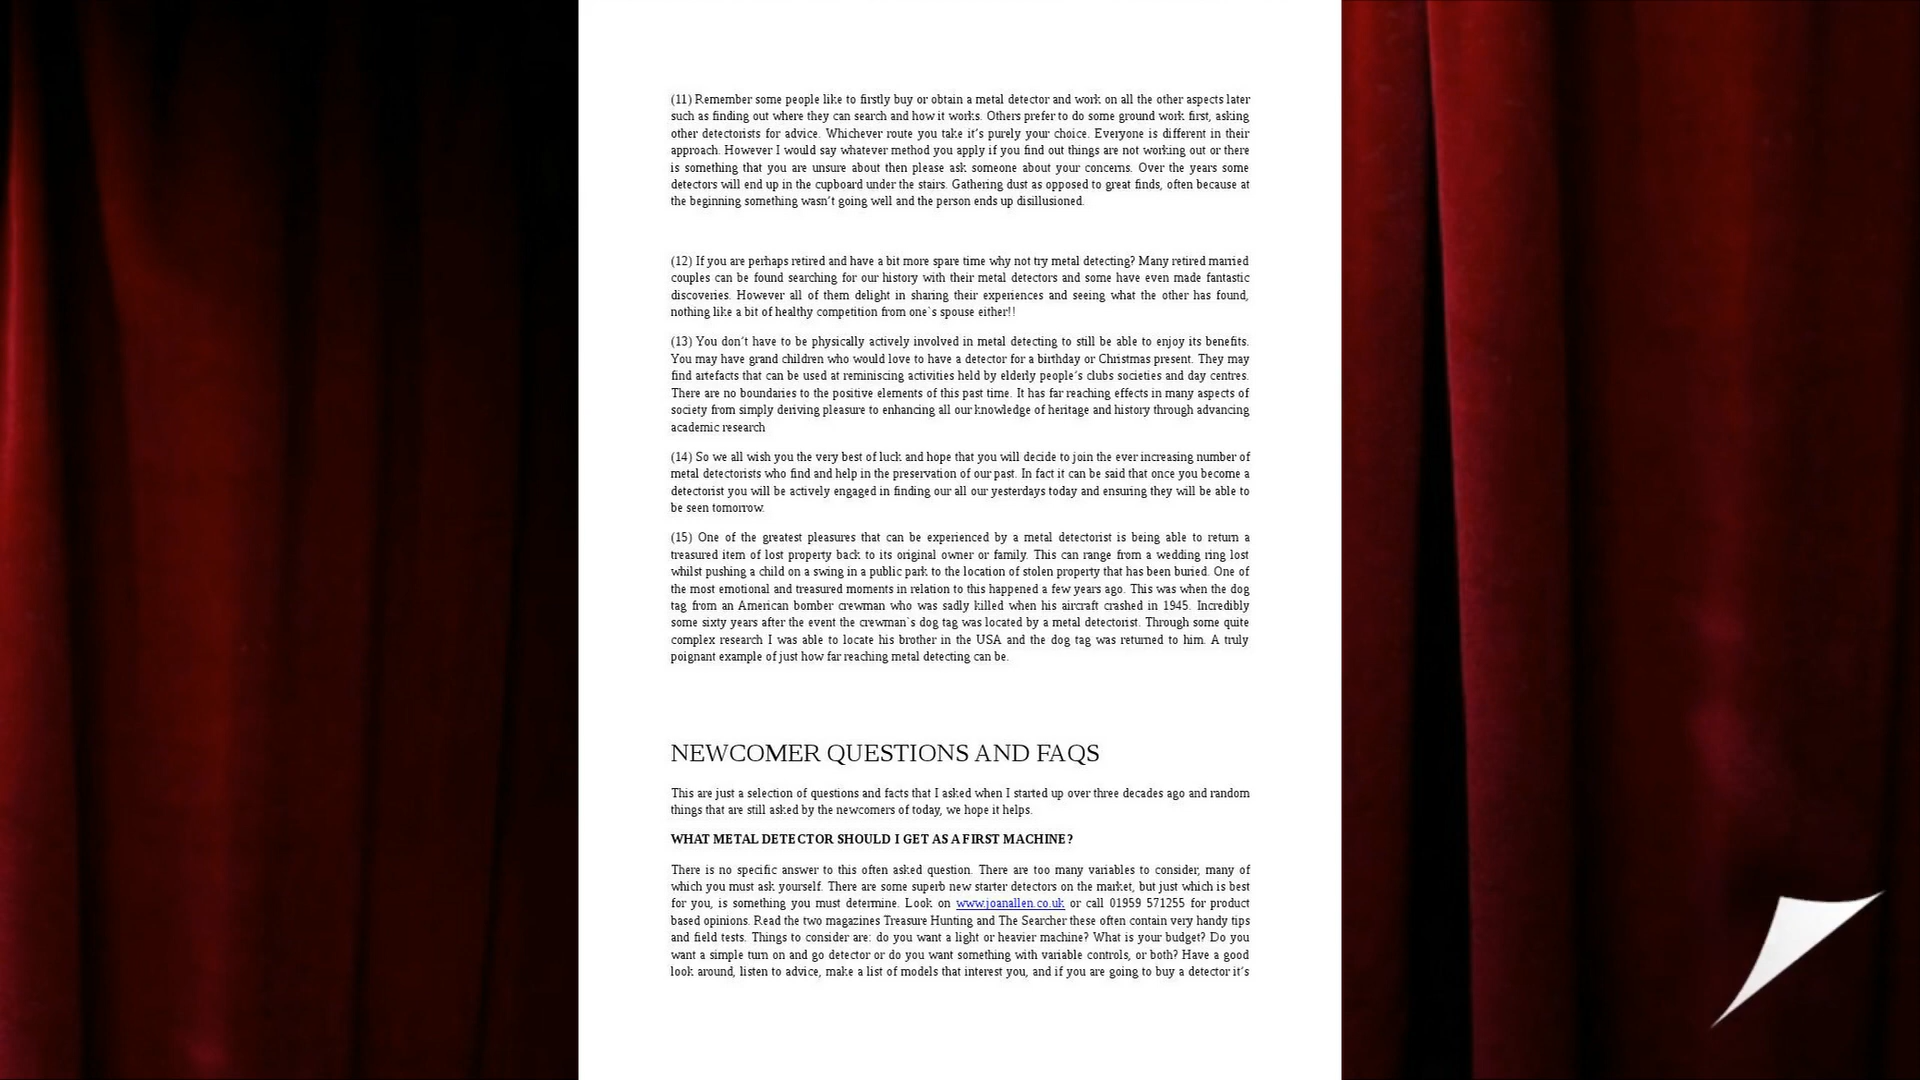 (11) Remember some people like to firstly buy or obtain a metal detector and work on all the other aspects later
such as finding out where they can search and how it works. Others prefer to do some ground work first, asking
other detectorists for advice. Whichever route you take it’s purely your choice. Everyone is different in their
approach. However I would say whatever method you apply if you find out things are not working out or there
is something that you are unsure about then please ask someone about your concerns. Over the years some
detectors will end up in the cupboard under the stairs. Gathering dust as opposed to great finds, often because at
the beginning something wasn’t going well and the person ends up disillusioned.
(12) If you are perhaps retired and have a bit more spare time why not try metal detecting? Many retired married
couples can be found searching for our history with their metal detectors and some have even made fantastic
discoveries. However all of them delight in sharing their experiences and seeing what the other has found,
nothing like a bit of healthy competition from one`s spouse either!!
(13) You don’t have to be physically actively involved in metal detecting to still be able to enjoy its benefits.
You may have grand children who would love to have a detector for a birthday or Christmas present. They may
find artefacts that can be used at reminiscing activities held by elderly people’s clubs societies and day centres.
There are no boundaries to the positive elements of this past time. It has far reaching effects in many aspects of
society from simply deriving pleasure to enhancing all our knowledge of heritage and history through advancing
academic research
(14) So we all wish you the very best of luck and hope that you will decide to join the ever increasing number of
metal detectorists who find and help in the preservation of our past. In fact it can be said that once you become a
detectorist you will be actively engaged in finding our all our yesterdays today and ensuring they will be able to
be seen tomorrow.
(15) One of the greatest pleasures that can be experienced by a metal detectorist is being able to return a
treasured item of lost property back to its original owner or family. This can range from a wedding ring lost
whilst pushing a child on a swing in a public park to the location of stolen property that has been buried. One of
the most emotional and treasured moments in relation to this happened a few years ago. This was when the dog
tag from an American bomber crewman who was sadly killed when his aircraft crashed in 1945. Incredibly
some sixty years after the event the crewman`s dog tag was located by a metal detectorist. Through some quite
complex research I was able to locate his brother in the USA and the dog tag was returned to him. A truly
poignant example of just how far reaching metal detecting can be.
NEWCOMER QUESTIONS AND FAQS
This are just a selection of questions and facts that I asked when I started up over three decades ago and random
things that are still asked by the newcomers of today, we hope it helps.
WHAT METAL DETECTOR SHOULD I GET AS A FIRST MACHINE?
There is no specific answer to this often asked question. There are too many variables to consider, many of
which you must ask yourself. There are some superb new starter detectors on the market, but just which is best
for you, is something you must determine. Look on www.joanallen.co.uk or call 01959 571255 for product
based opinions. Read the two magazines Treasure Hunting and The Searcher these often contain very handy tips
and field tests. Things to consider are: do you want a light or heavier machine? What is your budget? Do you
want a simple turn on and go detector or do you want something with variable controls, or both? Have a good
look around, listen to advice, make a list of models that interest you, and if you are going to buy a detector it’s